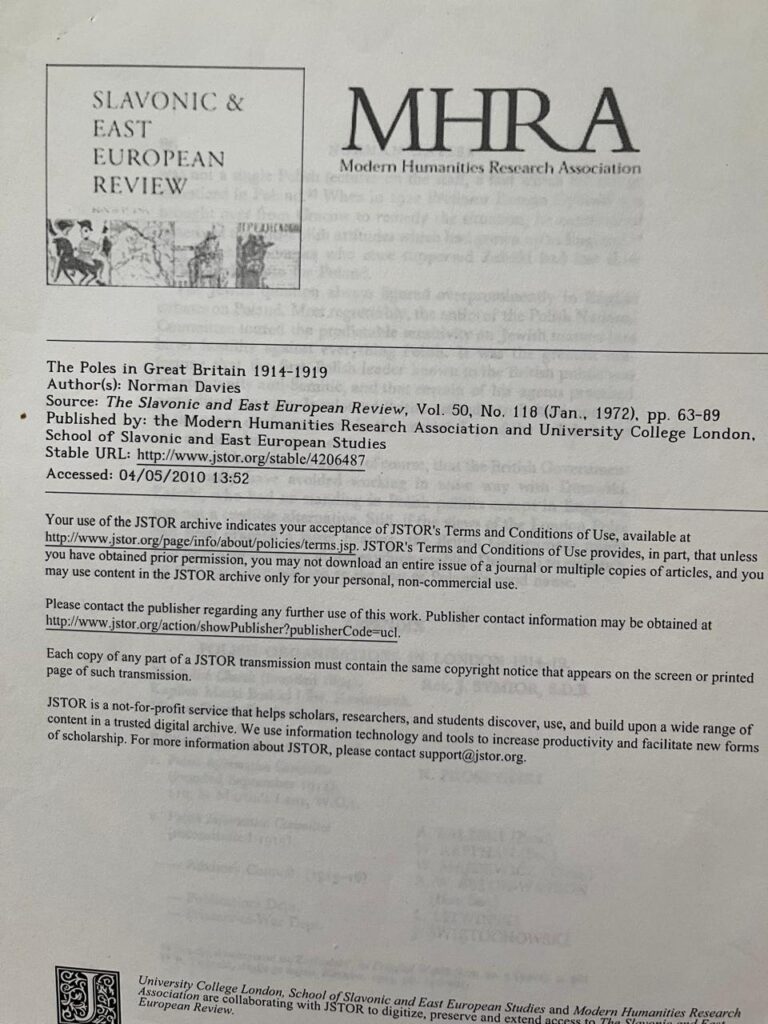 SLAVONIC &
EAST
EUROPEAN
REVIEW
MHRA
Modern Humanities Research Association
The Poles in Great Britain 1914-1919
Author(s): Norman Davies
Source: The Slavonic and East European Review, Vol. 50, No. 118 (Jan., 1972), pp. 63-89
Published by: the Modern Humanities Research Association and University College London,
School of Slavonic and East European Studies
Stable URL: http://www.jstor.org/stable/4206487
Accessed: 04/05/2010 13:52
Your use of the JSTOR archive indicates your acceptance of JSTOR's Terms and Conditions of Use, available at
http://www.jstor.org/page/info/about/policies/terms.jsp. JSTOR's Terms and Conditions of Use provides, in part, that unless
you have obtained prior permission, you may not download an entire issue of a journal or multiple copies of articles, and you
may use content in the JSTOR archive only for your personal, non-commercial use.
Please contact the publisher regarding any further use of this work. Publisher contact information may be obtained at
http://www.jstor.org/action/showPublisher?publisherCode=ucl.
Each copy of any part of a JSTOR transmission must contain the same copyright notice that appears on the screen or printed
page of such transmission.
JSTOR is a not-for-profit service that helps scholars, researchers, and students discover, use, and build upon a wide range of
content in a trusted digital archive. We use information technology and tools to increase productivity and facilitate new forms
of scholarship. For more information about JSTOR, please contact support@jstor.org.
J
University College London, School of Slavonic and East European Studies and Modern Humanities Research
Association are collaborating with JSTOR to digitize, preserve and extend access to The Slavonic and East
European Review.